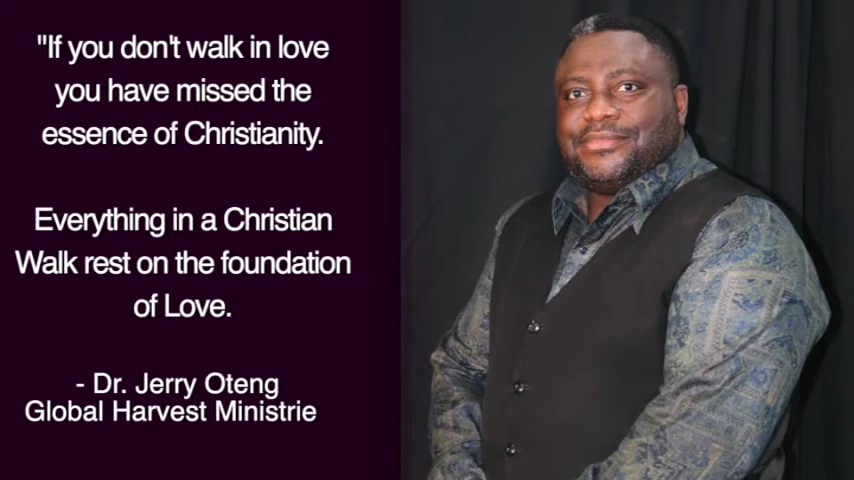 "If you don't walk in love
you have missed the
essence of Christianity.
Everything in a Christian
Walk rest on the foundation
of Love.
- Dr. Jerry Oteng
Global Harvest Ministrie